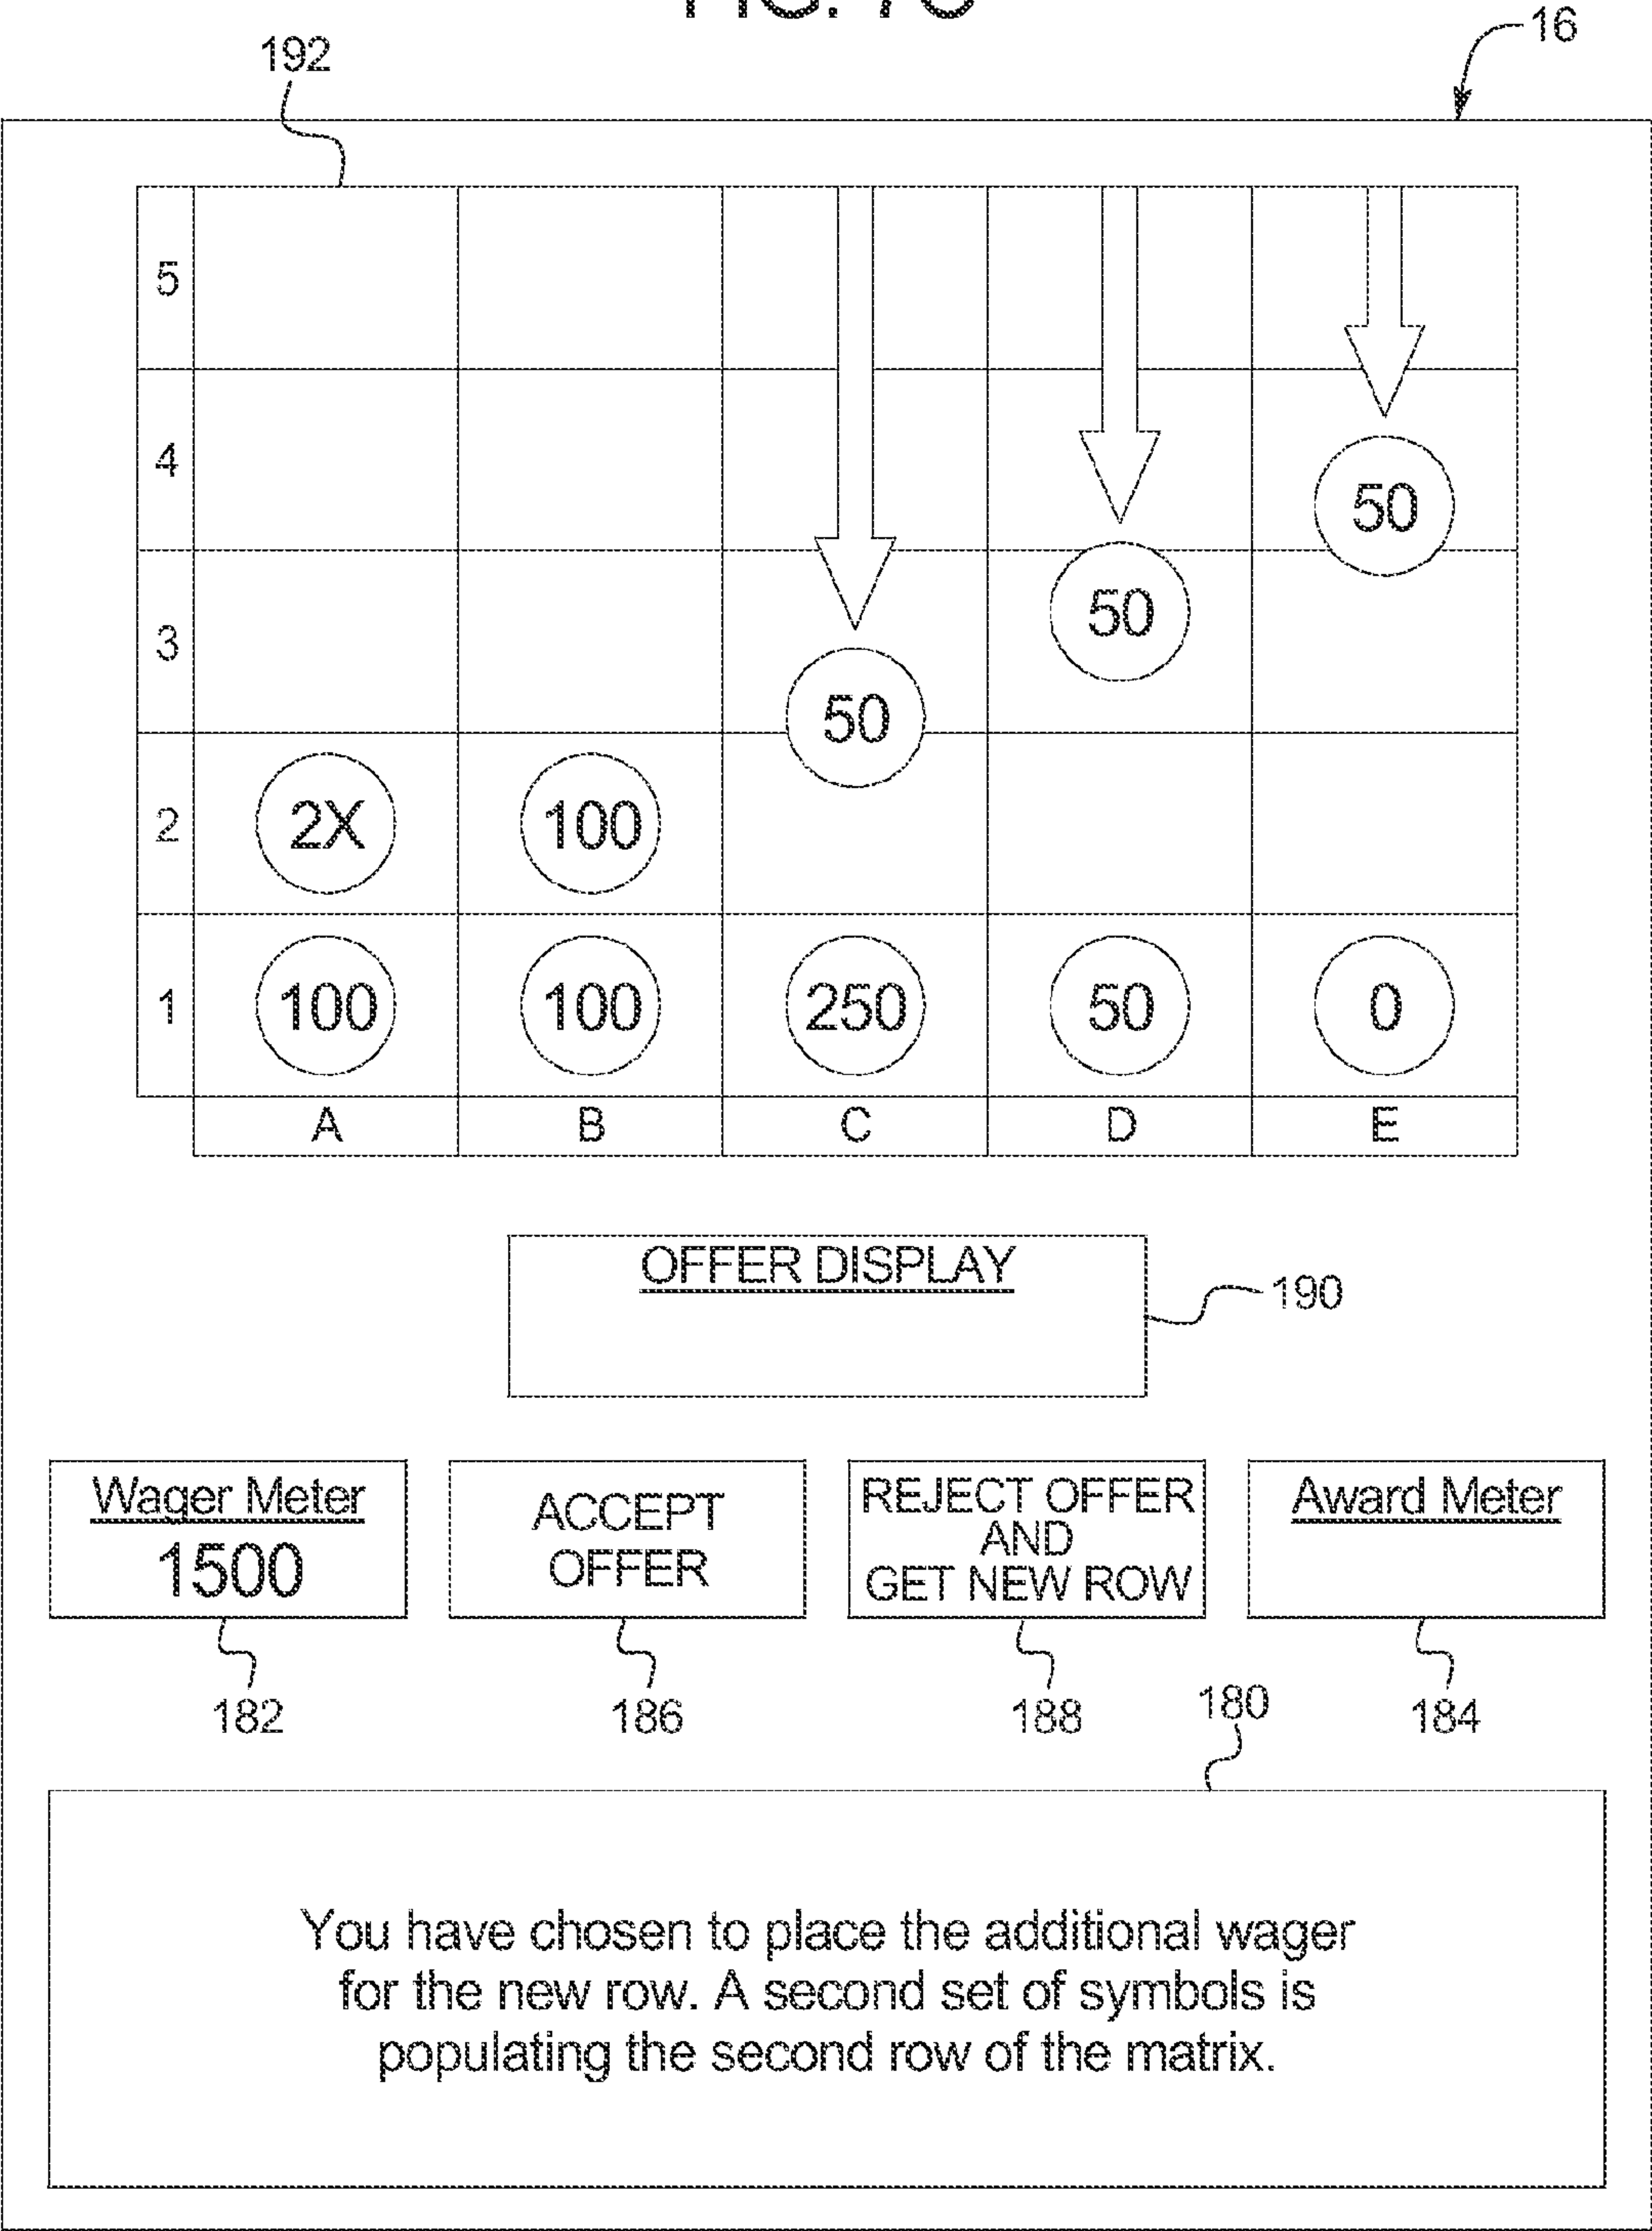 FIG.
16
192
5
4
50
50
3
50
2 2X 100
1 100 100 250 50 0
A B C D E
OFFER DISPLAY
190
Wager Meter
1500
ACCEPT
OFFER
REJECT OFFER
AND
GET NEW ROW
Award Meter
182 186 188 180 184
You have chosen to place the additional wager
for the new row. A second set of symbols is
populating the second row of the matrix.